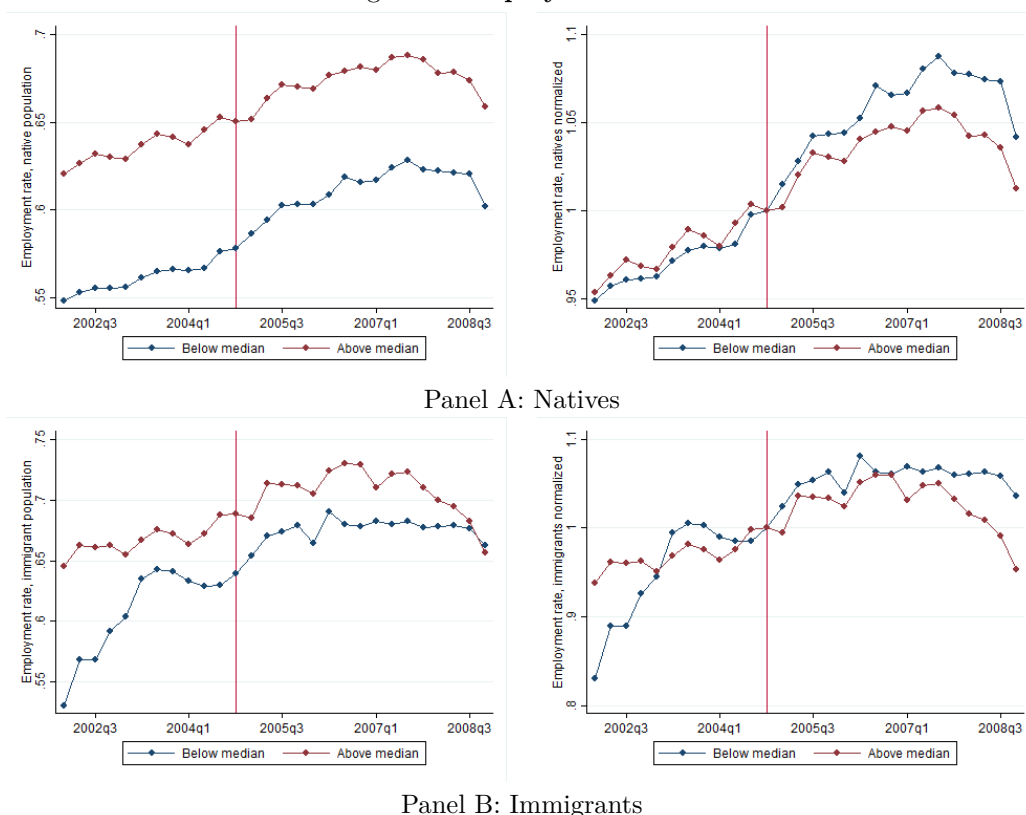 Employment rate, native population
.7
.65
.6
.55
2002q3 2004q1 2005q3 2007q1 2008q3
Below median Above median
Employment rate, natives normalized
1.1
1.05
1
.95
2002q3 2004q1 2005q3 2007q1 2008q3
Below median Above median
Panel A: Natives
Employment rate, immigrant population
.75
.7
.65
.6
.55
2002q3 2004q1 2005q3 2007q1 2008q3
Below median Above median
Employment rate, immigrants normalized
1.1
1
.9
.8
2002q3 2004q1 2005q3 2007q1 2008q3
Below median Above median
Panel B: Immigrants